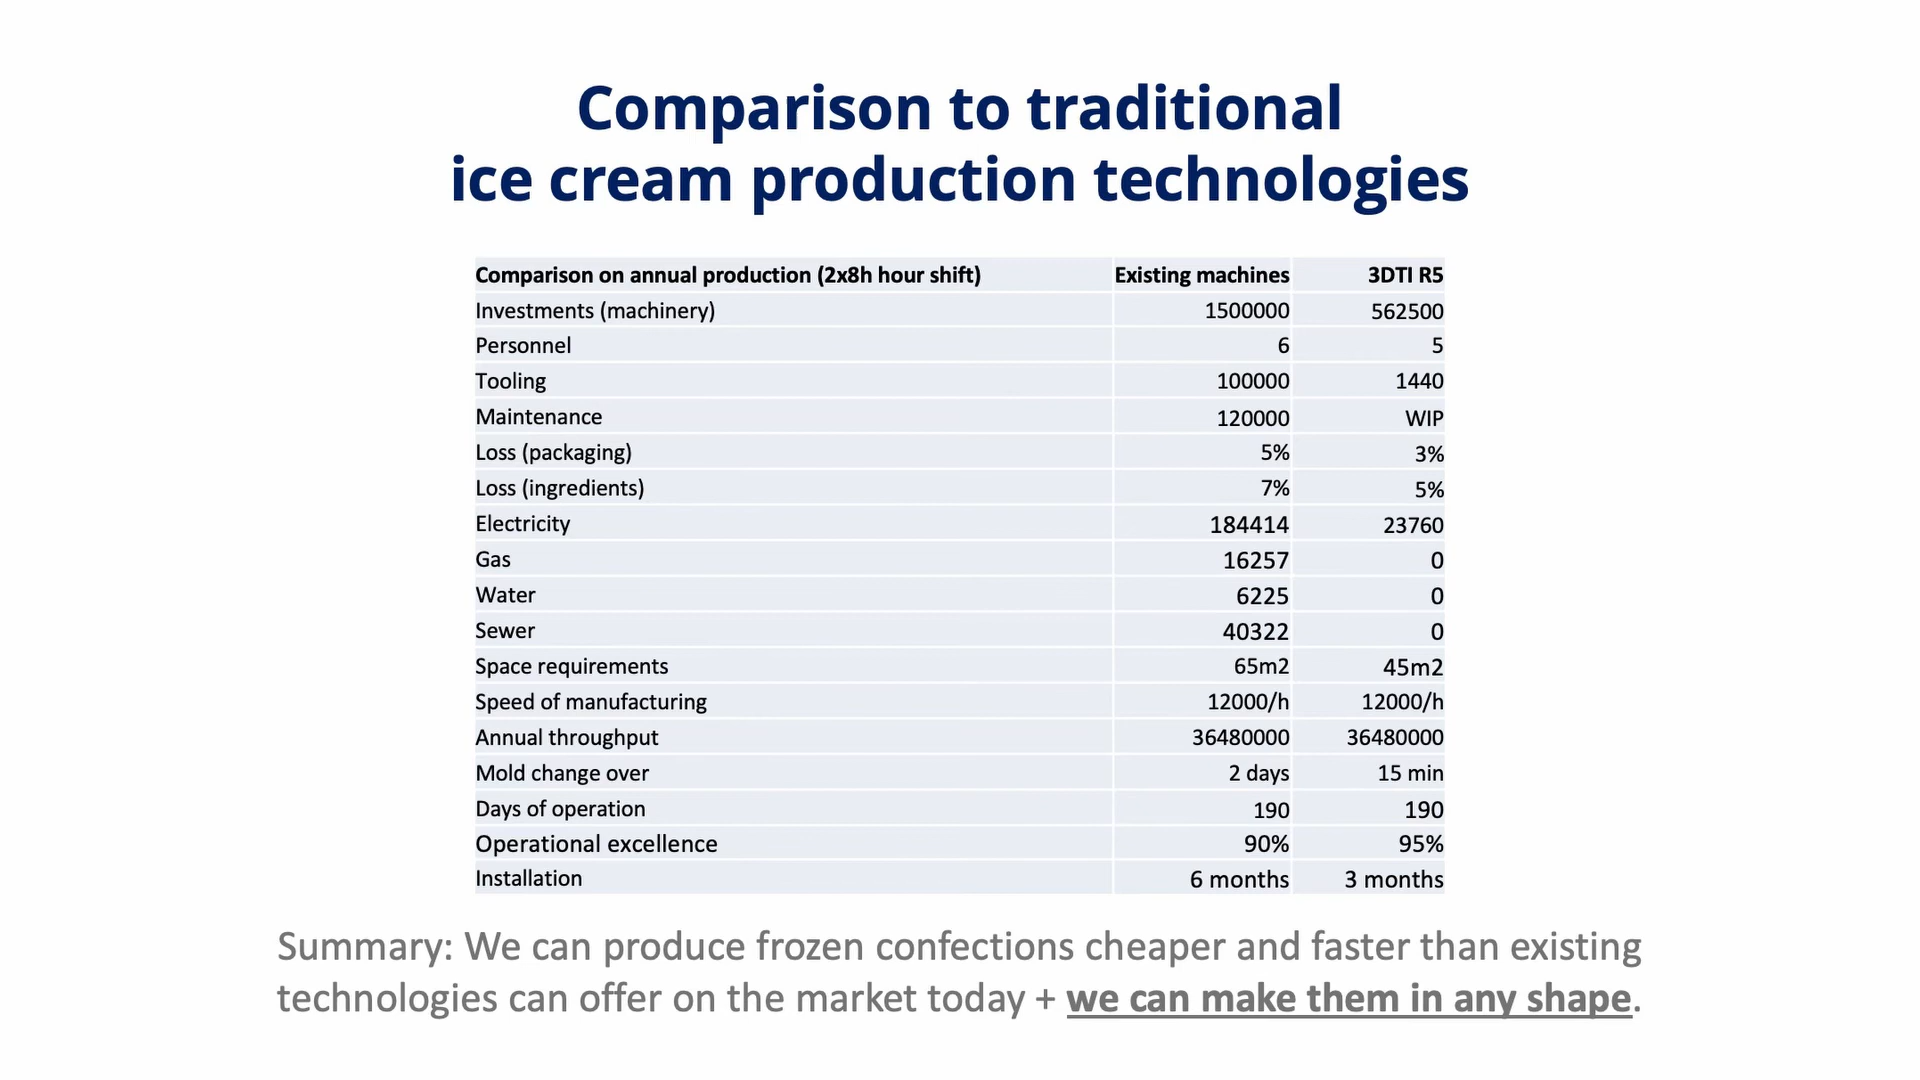 Comparison to traditional
ice cream production technologies
Comparison on annual production (2x8h hour shift) Existing machines 3DTI R5
Investments (machinery) 1500000 562500
Personnel 6 5
Tooling 100000 1440
Maintenance 120000 WIP
Loss (packaging) 5% 3%
Loss (ingredients) 7% 5%
Electricity 184414 23760
Gas 16257 0
Water 6225 0
Sewer 40322 0
Space requirements 65m2 45m2
Speed of manufacturing 12000/h 12000/h
Annual throughput 36480000 36480000
Mold change over 2 days 15 min
Days of operation 190 190
Operational excellence 90% 95%
Installation 6 months 3 months
Summary: We can produce frozen confections cheaper and faster than existing
technologies can offer on the market today + we can make them in any shape.